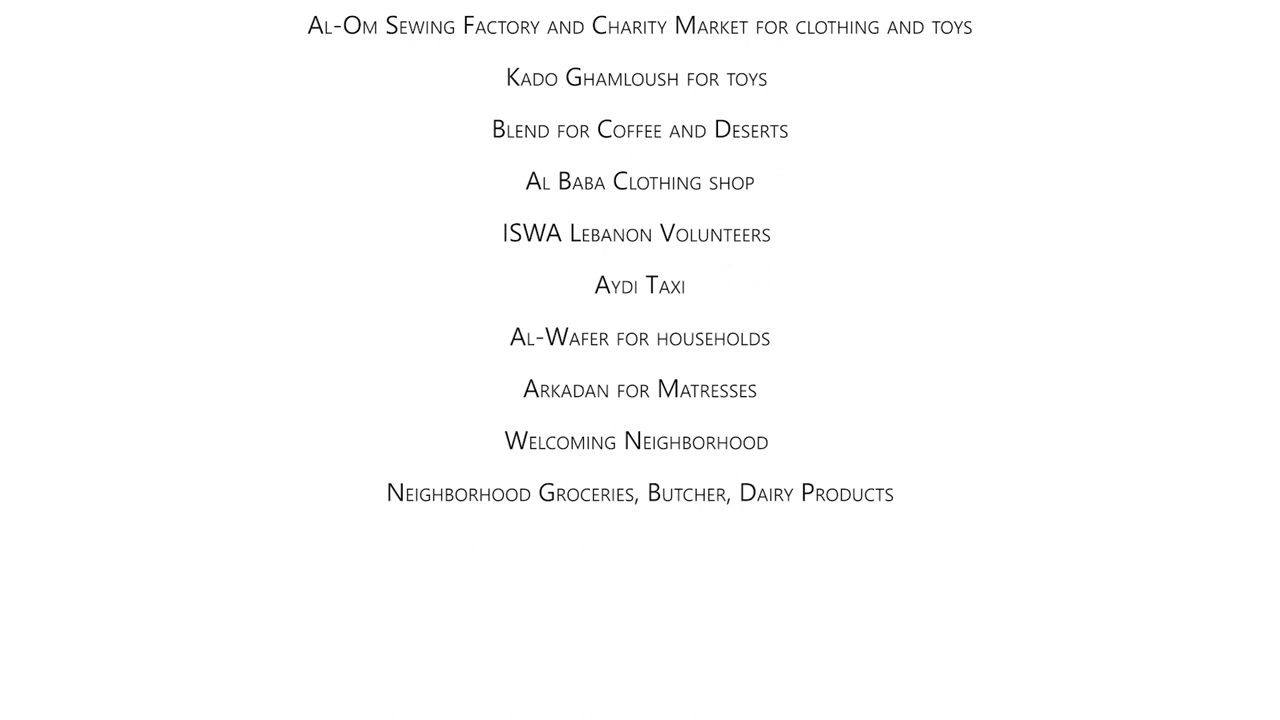 Al-Om Sewing Factory and Charity Market for clothing and toys
Kado Ghamloush for toys
Blend for Coffee and Deserts
Al Baba Clothing shop
ISWA Lebanon Volunteers
Aydi Taxi
Al-Wafer for households
Arkadan for Matresses
Welcoming Neighborhood
Neighborhood Groceries, Butcher, Dairy Products